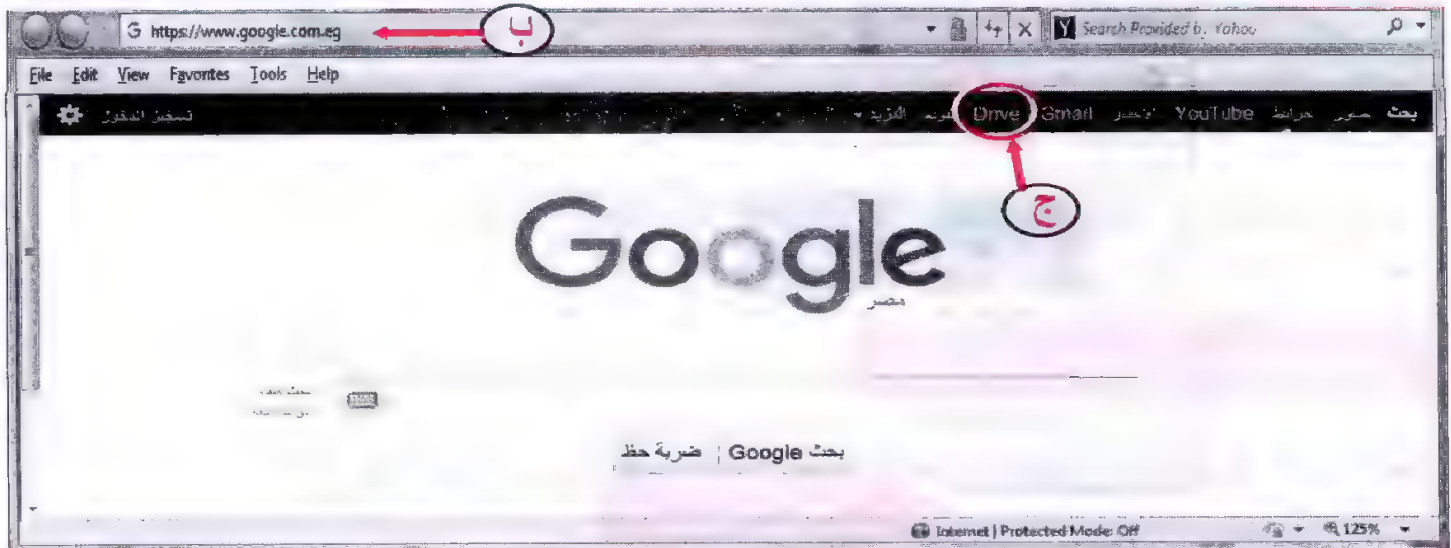 https://www.google.com.eg ب Search Provided by Yahoo
File Edit View Favorites Tools Help
بحث صور خرائط YouTube الأخبار Gmail Drive المزيد تسجيل الدخول
ج
Google
مصر
بحث Google ضربة حظ
Internet | Protected Mode: Off 125%